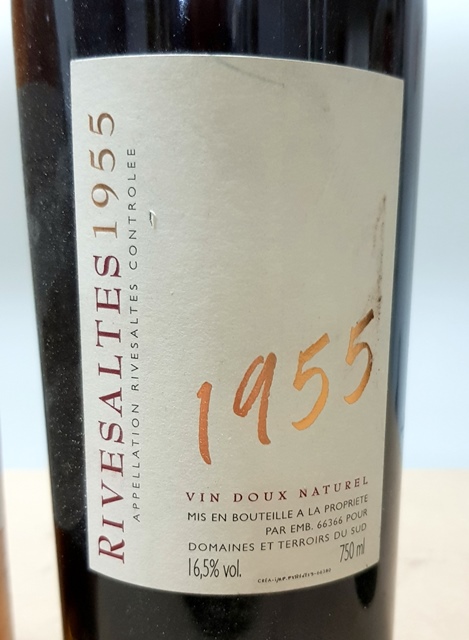 RIVESALTES 1955
APPELLATION RIVESALTES CONTROLEE
1955
VIN DOUX NATUREL
MIS EN BOUTEILLE A LA PROPRIETE
PAR EMB. 66366 POUR
DOMAINES ET TERROIRS DU SUD
16,5% vol.
750 ml